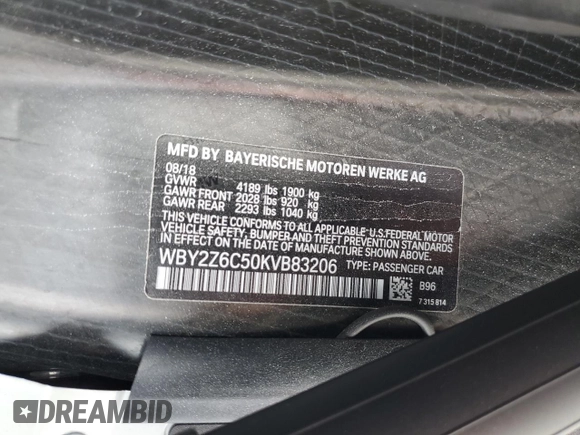 MFD BY BAYERISCHE MOTOREN WERKE AG
08/18
GVWR 4189 lbs 1900 kg
GAWR FRONT 2028 lbs 920 kg
GAWR REAR 2293 lbs 1040 kg
THIS VEHICLE CONFORMS TO ALL APPLICABLE U.S.FEDERAL MOTOR
VEHICLE SAFETY, BUMPER AND THEFT PREVENTION STANDARDS
IN EFFECT ON THE DATE OF MANUFACTURE SHOWN ABOVE.
WBY2Z6C50KVB83206 TYPE: PASSENGER CAR
B96
7 315 814
DREAMBID